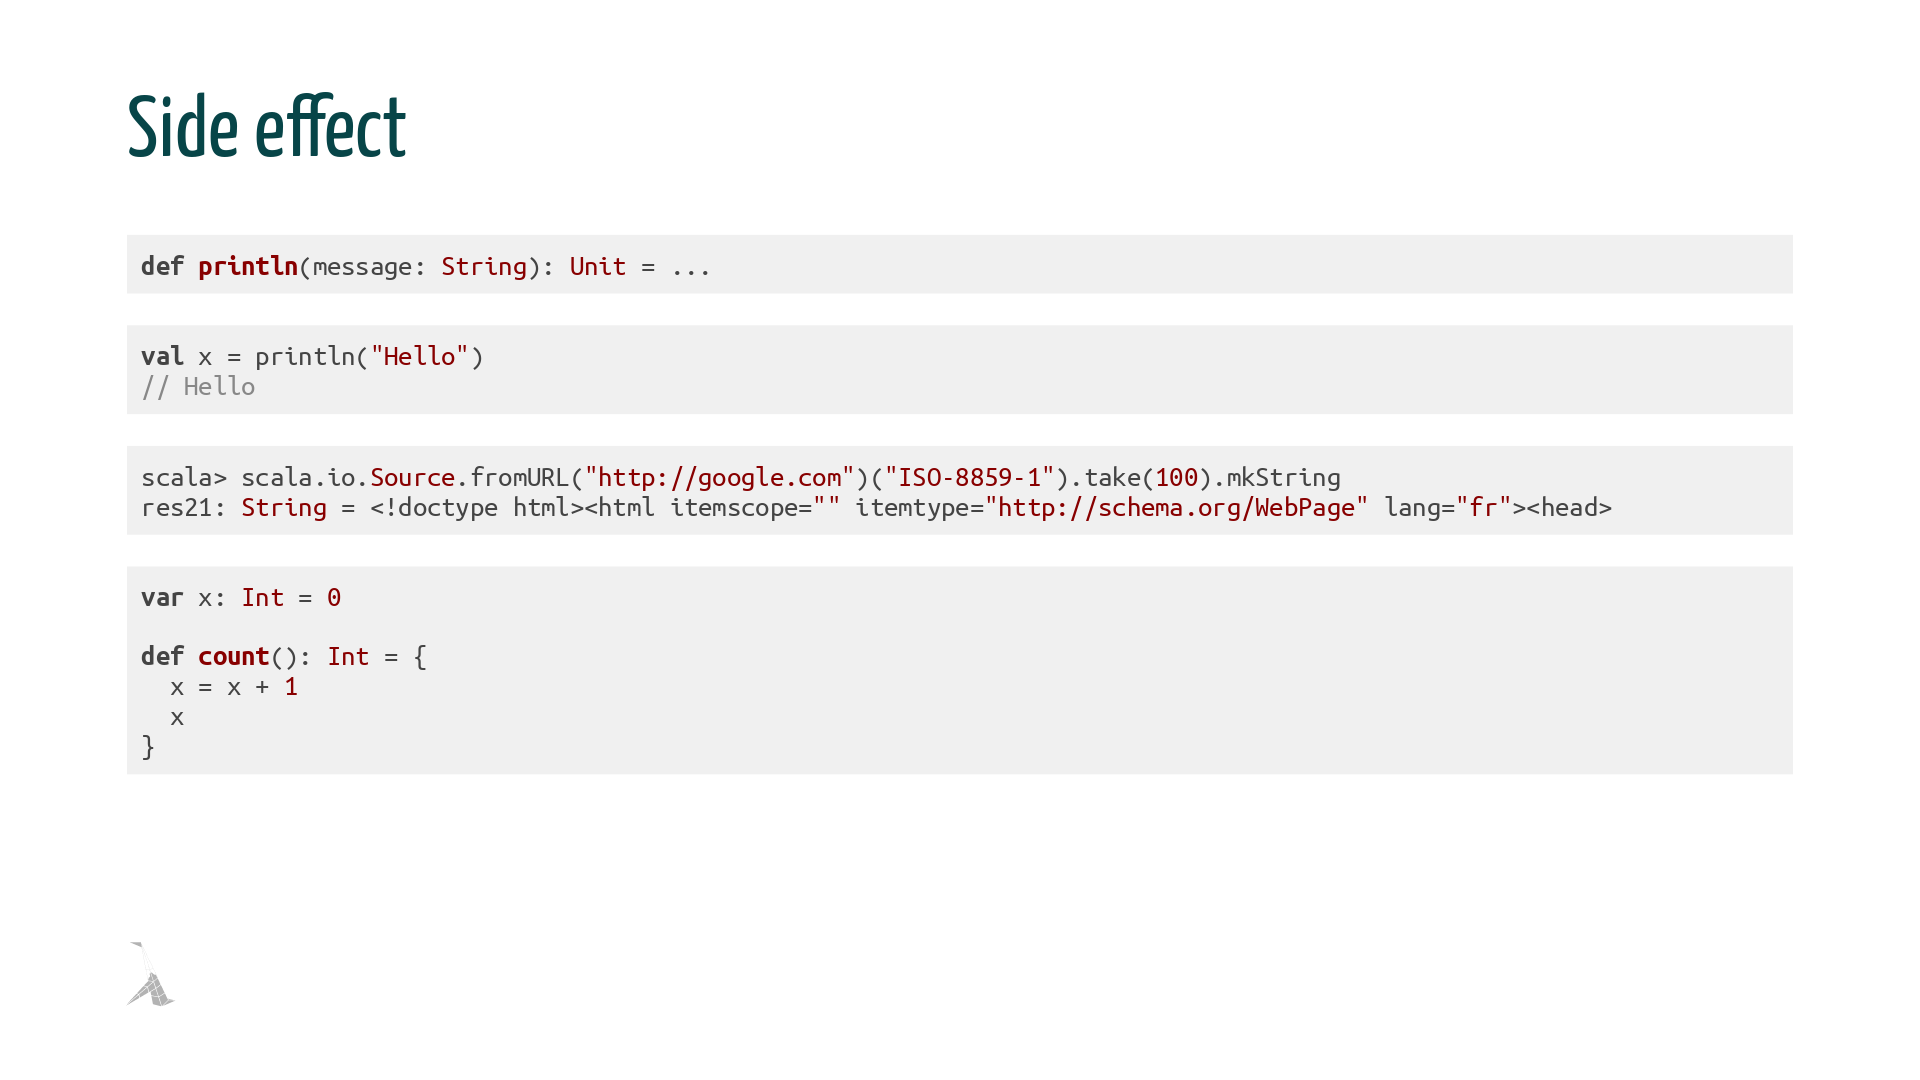 Side effect
def println(message: String): Unit = ...
val x = println("Hello")
// Hello
scala> scala.io.Source.fromURL("http://google.com")("ISO-8859-1").take(100).mkString
res21: String = <!doctype html><html itemscope="" itemtype="http://schema.org/WebPage" lang="fr"><head>
var x: Int = 0
def count(): Int = {
  x = x + 1
  x
}